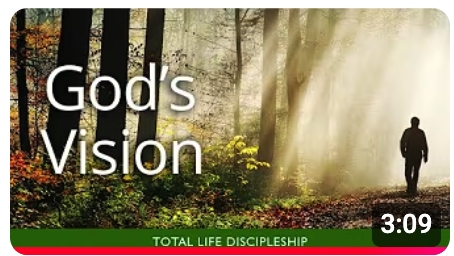 God's
Vision
TOTAL LIFE DISCIPLESHIP
3:09